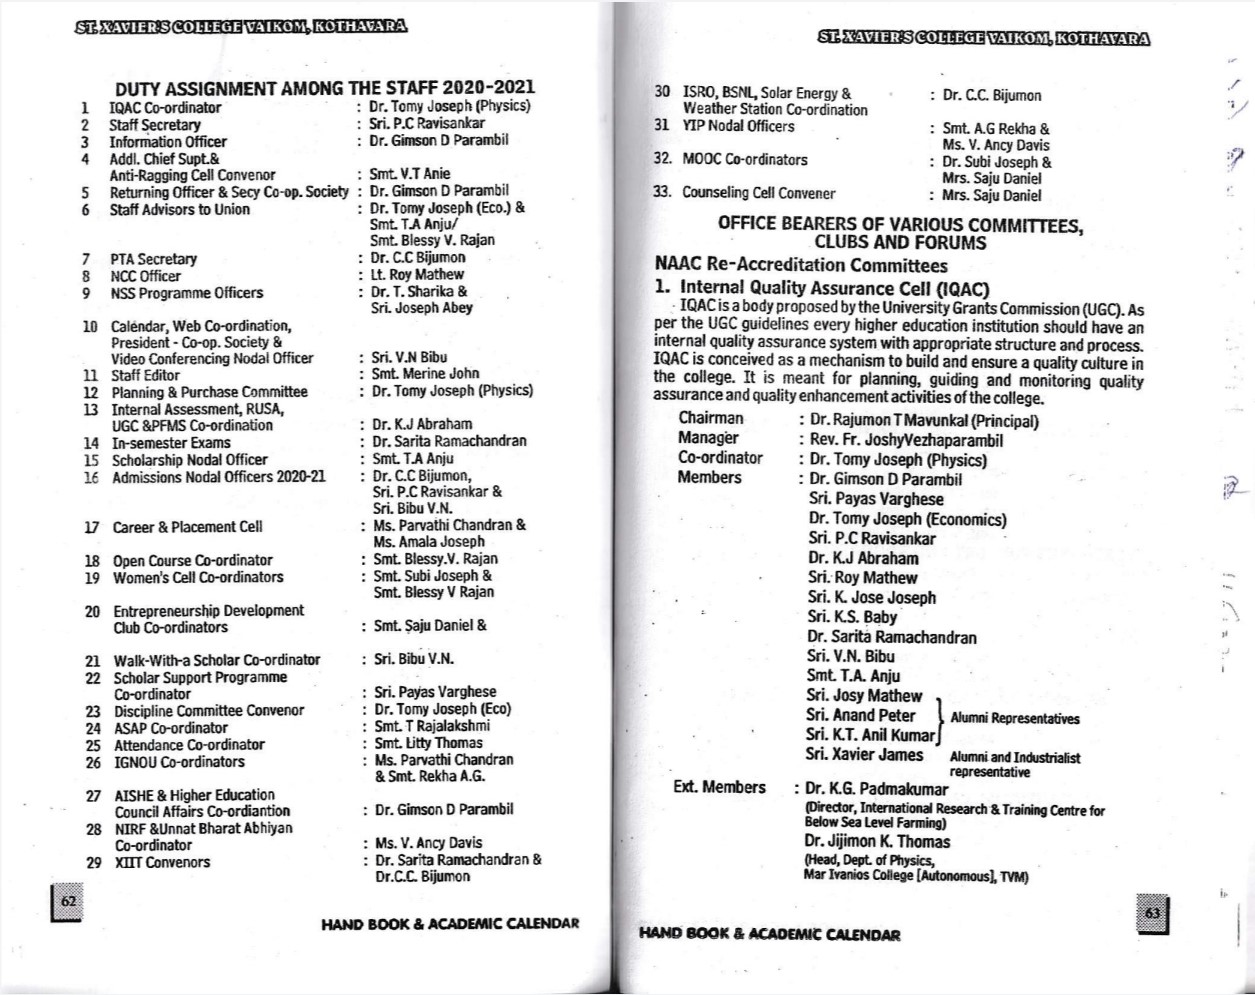 ST. XAVIER'S COLLEGE VAIKOM, KOTHAVARA
DUTY ASSIGNMENT AMONG THE STAFF 2020-2021
1 IQAC Co-ordinator : Dr. Tomy Joseph (Physics)
2 Staff Secretary : Sri. P.C Ravisankar
3 Information Officer : Dr. Gimson D Parambil
4 Addl. Chief Supt.&
Anti-Ragging Cell Convenor : Smt. V.T Anie
5 Returning Officer & Secy Co-op. Society : Dr. Gimson D Parambil
6 Staff Advisors to Union : Dr. Tomy Joseph (Eco.) &
Smt. T.A Anju/
Smt. Blessy V. Rajan
7 PTA Secretary : Dr. C.C Bijumon
8 NCC Officer : Lt. Roy Mathew
9 NSS Programme Officers : Dr. T. Sharika &
Sri. Joseph Abey
10 Calendar, Web Co-ordination,
President - Co-op. Society &
Video Conferencing Nodal Officer : Sri. V.N Bibu
11 Staff Editor : Smt. Merine John
12 Planning & Purchase Committee : Dr. Tomy Joseph (Physics)
13 Internal Assessment, RUSA,
UGC &PFMS Co-ordination : Dr. K.J Abraham
14 In-semester Exams : Dr. Sarita Ramachandran
15 Scholarship Nodal Officer : Smt. T.A Anju
16 Admissions Nodal Officers 2020-21 : Dr. C.C Bijumon,
Sri. P.C Ravisankar &
Sri. Bibu V.N.
17 Career & Placement Cell : Ms. Parvathi Chandran &
Ms. Amala Joseph
18 Open Course Co-ordinator : Smt. Blessy.V. Rajan
19 Women's Cell Co-ordinators : Smt. Subi Joseph &
Smt. Blessy V Rajan
20 Entrepreneurship Development
Club Co-ordinators : Smt. Saju Daniel &
21 Walk-With-a Scholar Co-ordinator : Sri. Bibu V.N.
22 Scholar Support Programme
Co-ordinator : Sri. Payas Varghese
23 Discipline Committee Convenor : Dr. Tomy Joseph (Eco)
24 ASAP Co-ordinator : Smt. T Rajalakshmi
25 Attendance Co-ordinator : Smt. Litty Thomas
26 IGNOU Co-ordinators : Ms. Parvathi Chandran
& Smt. Rekha A.G.
27 AISHE & Higher Education
Council Affairs Co-ordiantion : Dr. Gimson D Parambil
28 NIRF &Unnat Bharat Abhiyan
Co-ordinator : Ms. V. Ancy Davis
29 XIIT Convenors : Dr. Sarita Ramachandran &
Dr.C.C. Bijumon
62
HAND BOOK & ACADEMIC CALENDAR
ST. XAVIER'S COLLEGE VAIKOM, KOTHAVARA
30 ISRO, BSNL, Solar Energy & : Dr. C.C. Bijumon
Weather Station Co-ordination
31 YIP Nodal Officers : Smt. A.G Rekha &
Ms. V. Ancy Davis
32. MOOC Co-ordinators : Dr. Subi Joseph &
Mrs. Saju Daniel
33. Counseling Cell Convener : Mrs. Saju Daniel
OFFICE BEARERS OF VARIOUS COMMITTEES,
CLUBS AND FORUMS
NAAC Re-Accreditation Committees
1. Internal Quality Assurance Cell (IQAC)
IQAC is a body proposed by the University Grants Commission (UGC). As
per the UGC guidelines every higher education institution should have an
internal quality assurance system with appropriate structure and process.
IQAC is conceived as a mechanism to build and ensure a quality culture in
the college. It is meant for planning, guiding and monitoring quality
assurance and quality enhancement activities of the college.
Chairman : Dr. Rajumon T Mavunkal (Principal)
Manager : Rev. Fr. JoshyVezhaparambil
Co-ordinator : Dr. Tomy Joseph (Physics)
Members : Dr. Gimson D Parambil
Sri. Payas Varghese
Dr. Tomy Joseph (Economics)
Sri. P.C Ravisankar
Dr. K.J Abraham
Sri. Roy Mathew
Sri. K. Jose Joseph
Sri. K.S. Baby
Dr. Sarita Ramachandran
Sri. V.N. Bibu
Smt. T.A. Anju
Sri. Josy Mathew
Sri. Anand Peter Alumni Representatives
Sri. K.T. Anil Kumar
Sri. Xavier James Alumni and Industrialist
representative
Ext. Members : Dr. K.G. Padmakumar
(Director, International Research & Training Centre for
Below Sea Level Farming)
Dr. Jijimon K. Thomas
(Head, Dept. of Physics,
Mar Ivanios College [Autonomous], TVM)
63
HAND BOOK & ACADEMIC CALENDAR